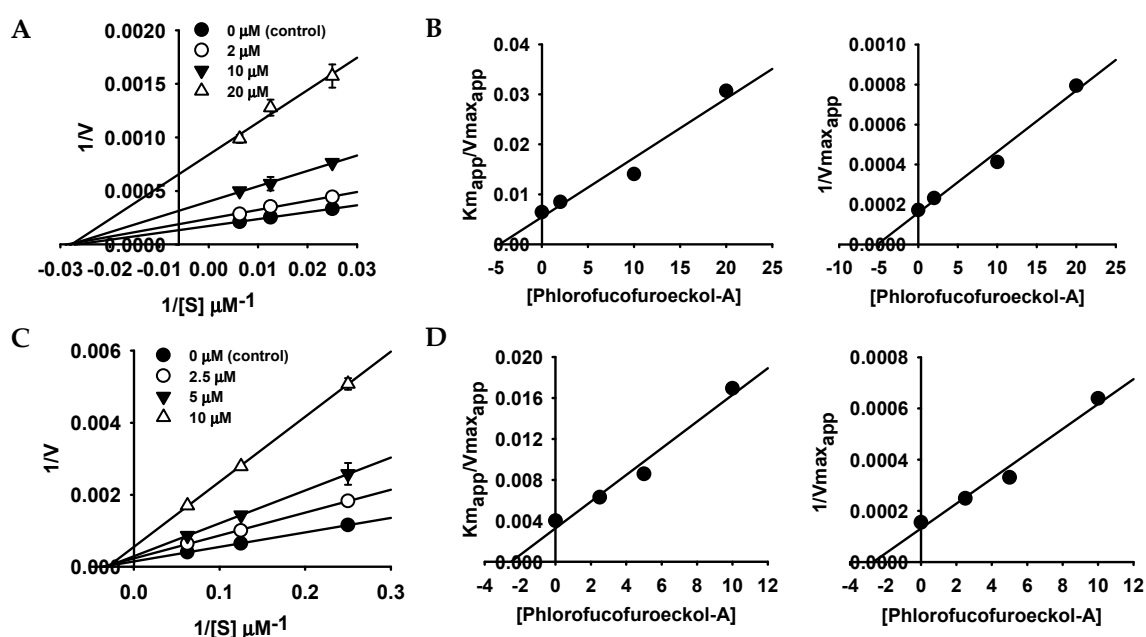 A
0.0020
0.0015
0.0010
0.0005
0.0000
1/V
0 µM (control)
2 µM
10 µM
20 µM
-0.03 -0.02 -0.01 0.00 0.01 0.02 0.03
1/[S] µM-1
B
0.04
0.03
0.02
0.01
0.00
Kmapp/Vmaxapp
-5 0 5 10 15 20 25
[Phlorofucofuroeckol-A]
0.0010
0.0008
0.0006
0.0004
0.0002
0.0000
1/Vmaxapp
-10 -5 0 5 10 15 20 25
[Phlorofucofuroeckol-A]
C
0.006
0.004
0.002
0.000
1/V
0 µM (control)
2.5 µM
5 µM
10 µM
0.0 0.1 0.2 0.3
1/[S] µM-1
D
0.020
0.016
0.012
0.008
0.004
0.000
Kmapp/Vmaxapp
-4 -2 0 2 4 6 8 10 12
[Phlorofucofuroeckol-A]
0.0008
0.0006
0.0004
0.0002
0.0000
1/Vmaxapp
-4 -2 0 2 4 6 8 10 12
[Phlorofucofuroeckol-A]